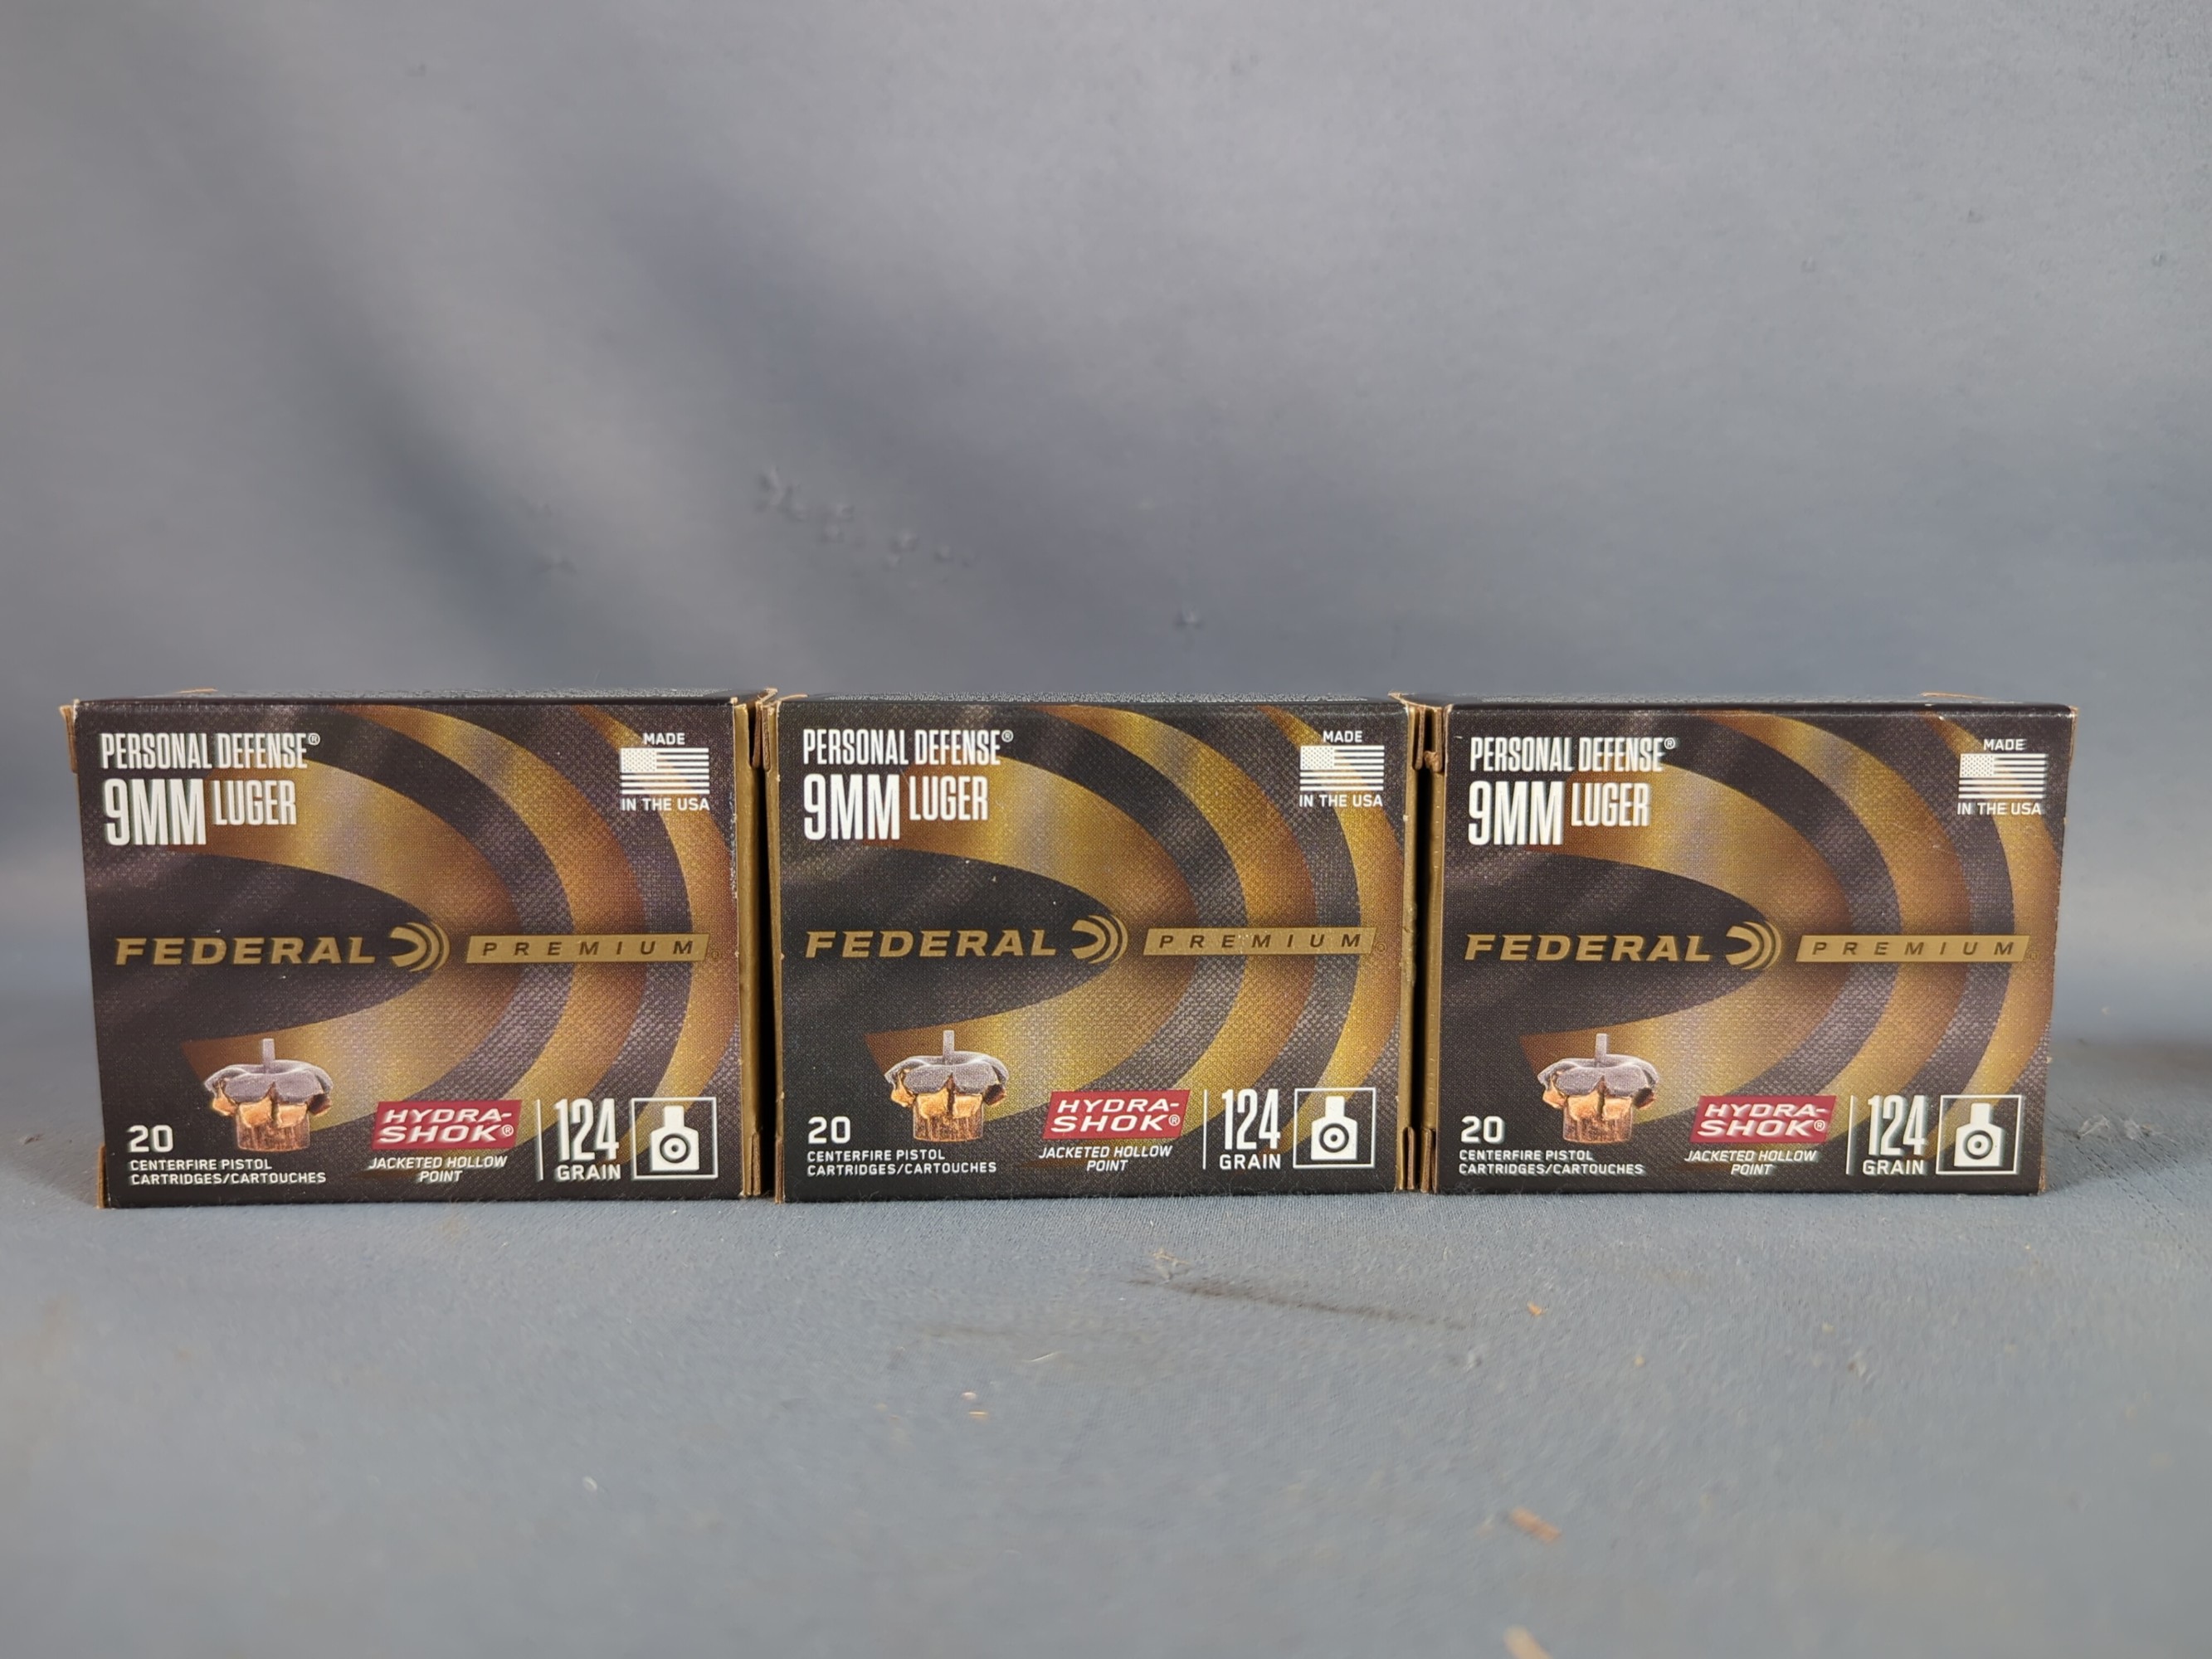 PERSONAL DEFENSE®
9MM LUGER
MADE
IN THE USA
FEDERAL PREMIUM®
20
CENTERFIRE PISTOL
CARTRIDGES/CARTOUCHES
HYDRA-
SHOK®
JACKETED HOLLOW
POINT
124
GRAIN
PERSONAL DEFENSE®
9MM LUGER
MADE
IN THE USA
FEDERAL PREMIUM®
20
CENTERFIRE PISTOL
CARTRIDGES/CARTOUCHES
HYDRA-
SHOK®
JACKETED HOLLOW
POINT
124
GRAIN
PERSONAL DEFENSE®
9MM LUGER
MADE
IN THE USA
FEDERAL PREMIUM®
20
CENTERFIRE PISTOL
CARTRIDGES/CARTOUCHES
HYDRA-
SHOK®
JACKETED HOLLOW
POINT
124
GRAIN